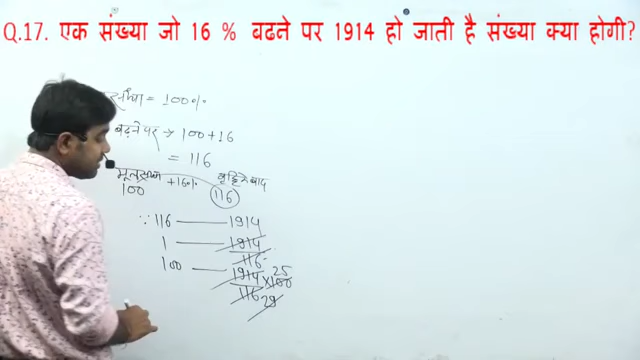 Q.17. एक संख्या जो 16 % बढने पर 1914 हो जाती है संख्या क्या होगी?
= 100%
बढ़ने पर → 100 + 16
= 116
मूलसंख्या +16% वृद्धि के बाद
100 116
∵ 116 — 1914
1 — 1914/116
100 — 1914/116 × 100 25
29